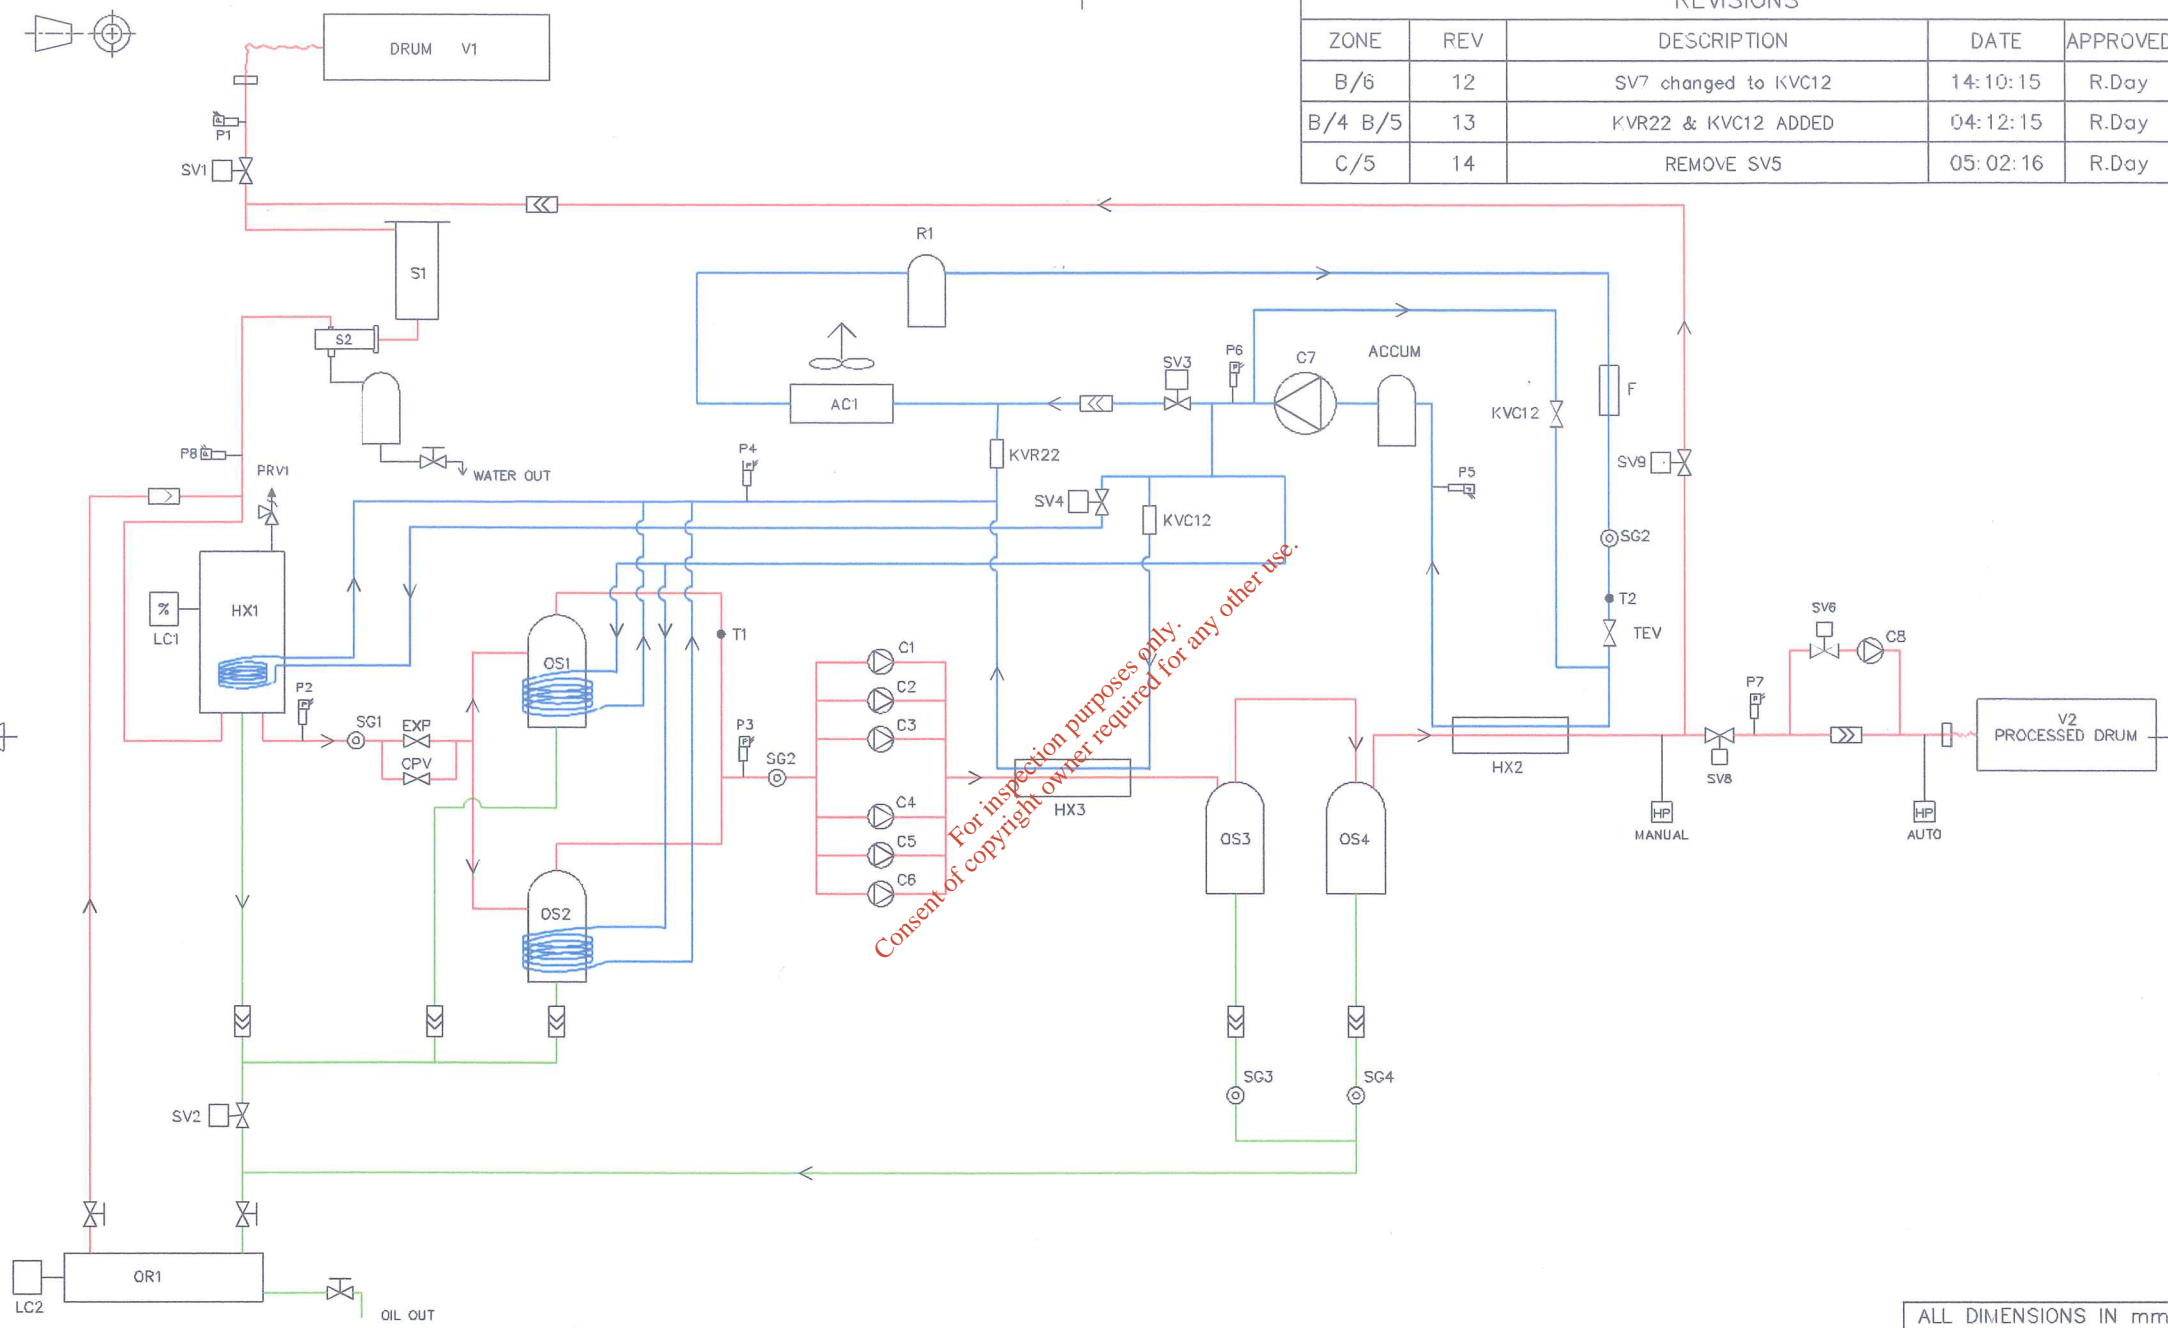 REVISIONS
ZONE REV DESCRIPTION DATE APPROVED
B/6 12 SV7 changed to KVC12 14:10:15 R.Day
B/4 B/5 13 KVR22 & KVC12 ADDED 04:12:15 R.Day
C/5 14 REMOVE SV5 05:02:16 R.Day
DRUM V1
P1
SV1
S1
S2
R1
P8
PRV1
WATER OUT
AC1
SV3
P6
C7
ACCUM
KVC12
F
P4
KVR22
SV4
KVC12
P5
SV9
SG2
T2
TEV
% 
LC1
HX1
P2
SG1
EXP
CPV
OS1
T1
OS2
P3
SG2
C1
C2
C3
C4
C5
C6
HX3
OS3
OS4
HX2
SV6
C8
P7
SV8
V2
PROCESSED DRUM
HP
MANUAL
HP
AUTO
For inspection purposes only.
Consent of copyright owner required for any other use.
SG3
SG4
SV2
OR1
LC2
OIL OUT
ALL DIMENSIONS IN mm